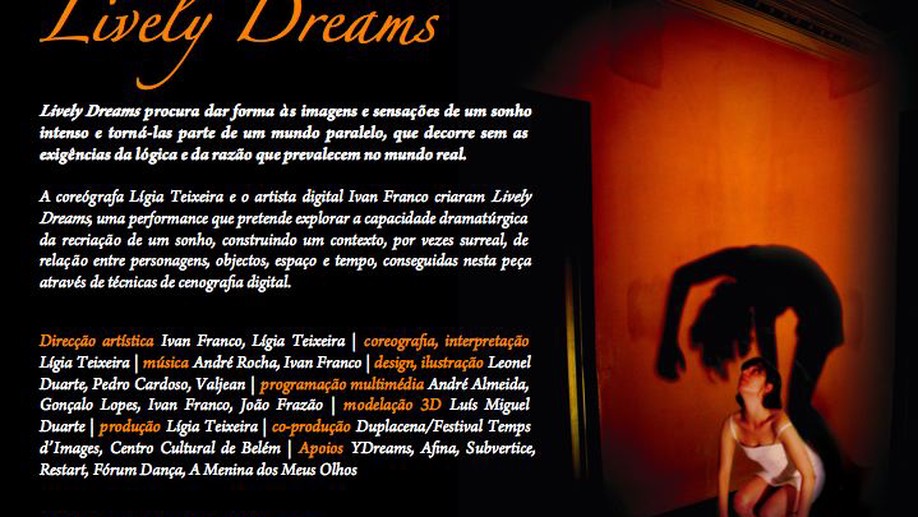 Lively Dreams
Lively Dreams procura dar forma às imagens e sensações de um sonho
intenso e torná-las parte de um mundo paralelo, que decorre sem as
exigências da lógica e da razão que prevalecem no mundo real.
A coreógrafa Lígia Teixeira e o artista digital Ivan Franco criaram Lively
Dreams, uma performance que pretende explorar a capacidade dramatúrgica
da recriação de um sonho, construindo um contexto, por vezes surreal, de
relação entre personagens, objectos, espaço e tempo, conseguidas nesta peça
através de técnicas de cenografia digital.
Direcção artística Ivan Franco, Lígia Teixeira | coreografia, interpretação
Lígia Teixeira | música André Rocha, Ivan Franco | design, ilustração Leonel
Duarte, Pedro Cardoso, Valjean | programação multimédia André Almeida,
Gonçalo Lopes, Ivan Franco, João Frazão | modelação 3D Luís Miguel
Duarte | produção Lígia Teixeira | co-produção Duplacena/Festival Temps
d'Images, Centro Cultural de Belém | Apoios YDreams, Afina, Subvertice,
Restart, Fórum Dança, A Menina dos Meus Olhos